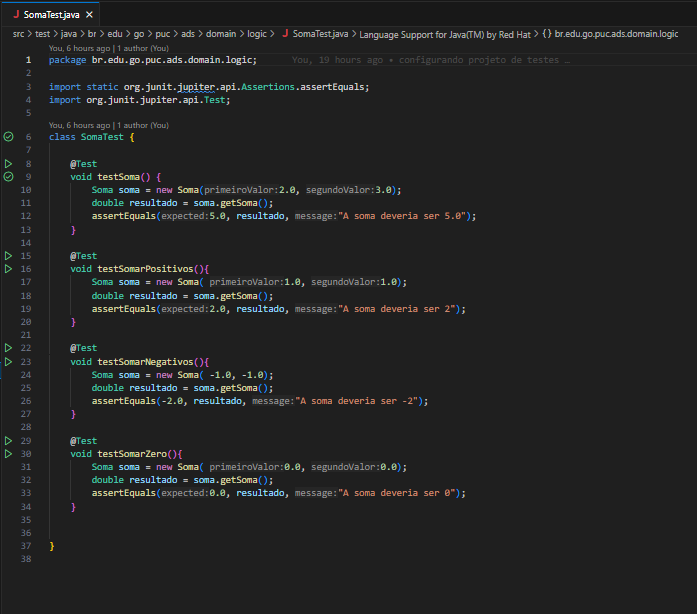 SomaTest.java
src > test > java > br > edu > go > puc > ads > domain > logic > SomaTest.java > Language Support for Java(TM) by Red Hat > {} br.edu.go.puc.ads.domain.logic
You, 6 hours ago | 1 author (You)
1 package br.edu.go.puc.ads.domain.logic; You, 19 hours ago • configurando projeto de testes …
2
3 import static org.junit.jupiter.api.Assertions.assertEquals;
4 import org.junit.jupiter.api.Test;
5
You, 6 hours ago | 1 author (You)
6 class SomaTest {
7
8 @Test
9 void testSoma() {
10 Soma soma = new Soma(primeiroValor:2.0, segundoValor:3.0);
11 double resultado = soma.getSoma();
12 assertEquals(expected:5.0, resultado, message:"A soma deveria ser 5.0");
13 }
14
15 @Test
16 void testSomarPositivos(){
17 Soma soma = new Soma( primeiroValor:1.0, segundoValor:1.0);
18 double resultado = soma.getSoma();
19 assertEquals(expected:2.0, resultado, message:"A soma deveria ser 2");
20 }
21
22 @Test
23 void testSomarNegativos(){
24 Soma soma = new Soma( -1.0, -1.0);
25 double resultado = soma.getSoma();
26 assertEquals(-2.0, resultado, message:"A soma deveria ser -2");
27 }
28
29 @Test
30 void testSomarZero(){
31 Soma soma = new Soma( primeiroValor:0.0, segundoValor:0.0);
32 double resultado = soma.getSoma();
33 assertEquals(expected:0.0, resultado, message:"A soma deveria ser 0");
34 }
35
36
37 }
38